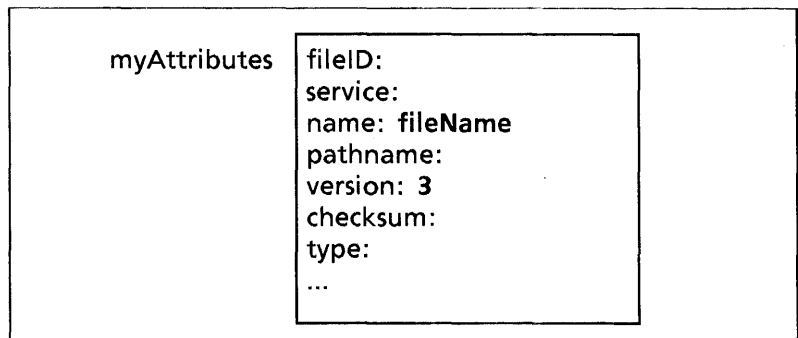 myAttributes
fileID:
service:
name: fileName
pathname:
version: 3
checksum:
type:
...